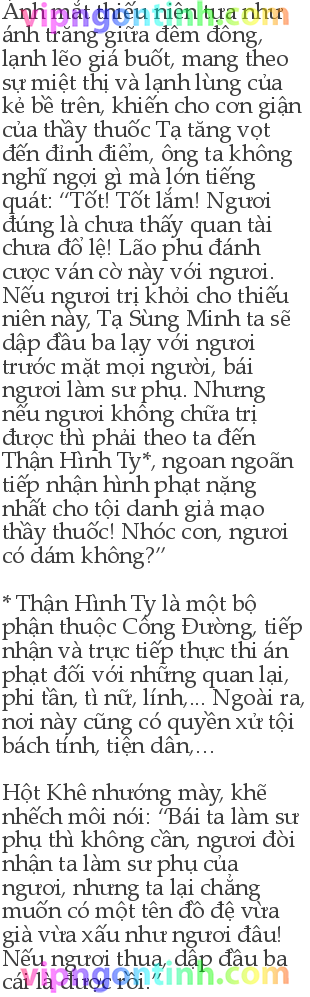 Ánh mắt thiếu niên tựa như
ánh trăng giữa đêm đông,
lạnh lẽo giá buốt, mang theo
sự miệt thị và lạnh lùng của
kẻ bề trên, khiến cho cơn giận
của thầy thuốc Tạ tăng vọt
đến đỉnh điểm, ông ta không
nghĩ ngợi gì mà lớn tiếng
quát: “Tốt! Tốt lắm! Ngươi
đúng là chưa thấy quan tài
chưa đổ lệ! Lão phu đánh
cược ván cờ này với ngươi.
Nếu ngươi trị khỏi cho thiếu
niên này, Tạ Sùng Minh ta sẽ
dập đầu ba lạy với ngươi
trước mặt mọi người, bái
ngươi làm sư phụ. Nhưng
nếu ngươi không chữa trị
được thì phải theo ta đến
Thận Hình Ty*, ngoan ngoãn
tiếp nhận hình phạt nặng
nhất cho tội danh giả mạo
thầy thuốc! Nhóc con, ngươi
có dám không?”
* Thận Hình Ty là một bộ
phận thuộc Công Đường, tiếp
nhận và trực tiếp thực thi án
phạt đối với những quan lại,
phi tần, tì nữ, lính,... Ngoài ra,
nơi này cũng có quyền xử tội
bách tính, tiện dân,...
Hột Khê nhướng mày, khẽ
nhếch môi nói: “Bái ta làm sư
phụ thì không cần, ngươi đòi
nhận ta làm sư phụ của
ngươi, nhưng ta lại chẳng
muốn có một tên đồ đệ vừa
già vừa xấu như ngươi đâu!
Nếu ngươi thua, dập đầu ba
cái là được rồi.”
vipngontinh.com
vipngontinh.com